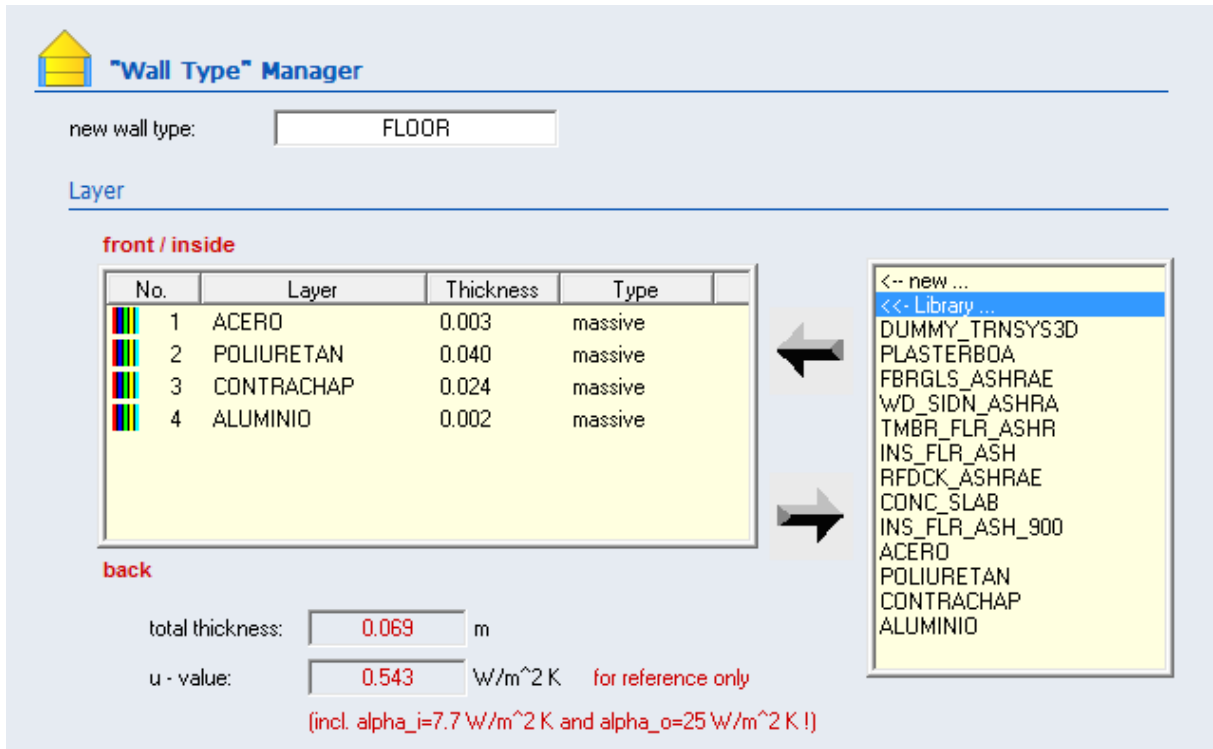 "Wall Type" Manager
new wall type: FLOOR
Layer
front / inside
No. Layer Thickness Type
1 ACERO 0.003 massive
2 POLIURETAN 0.040 massive
3 CONTRACHAP 0.024 massive
4 ALUMINIO 0.002 massive
<-- new ...
<<- Library ...
DUMMY_TRNSYS3D
PLASTERBOA
FBRGLS_ASHRAE
WD_SIDN_ASHRA
TMBR_FLR_ASHR
INS_FLR_ASH
RFDCK_ASHRAE
CONC_SLAB
INS_FLR_ASH_900
ACERO
POLIURETAN
CONTRACHAP
ALUMINIO
back
total thickness: 0.069 m
u - value: 0.543 W/m^2 K for reference only
(incl. alpha_i=7.7 W/m^2 K and alpha_o=25 W/m^2 K !)